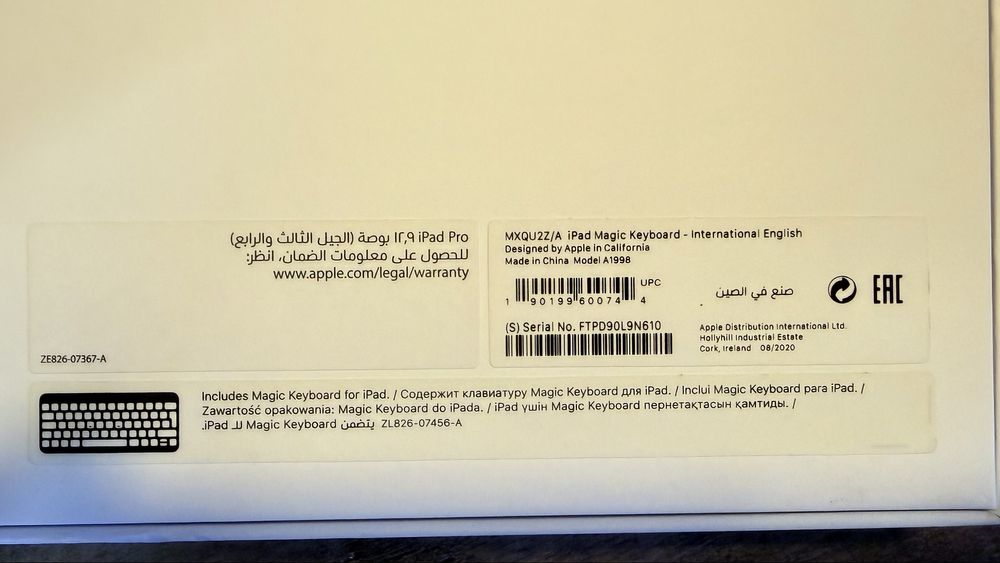 ١٢,٩ iPad Pro بوصة (الجيل الثالث والرابع)
للحصول على معلومات الضمان، انظر:
www.apple.com/legal/warranty
ZE826-07367-A
MXQU2Z/A iPad Magic Keyboard - International English
Designed by Apple in California
Made in China Model A1998
UPC
1 90199 60074 4
صنع في الصين
EAC
(S) Serial No. FTPD90L9N610
Apple Distribution International Ltd.
Hollyhill Industrial Estate
Cork, Ireland 08/2020
Includes Magic Keyboard for iPad. / Содержит клавиатуру Magic Keyboard для iPad. / Inclui Magic Keyboard para iPad. /
Zawartość opakowania: Magic Keyboard do iPada. / iPad үшін Magic Keyboard пернетақтасын қамтиды. /
يتضمن Magic Keyboard للـ iPad. ZL826-07456-A